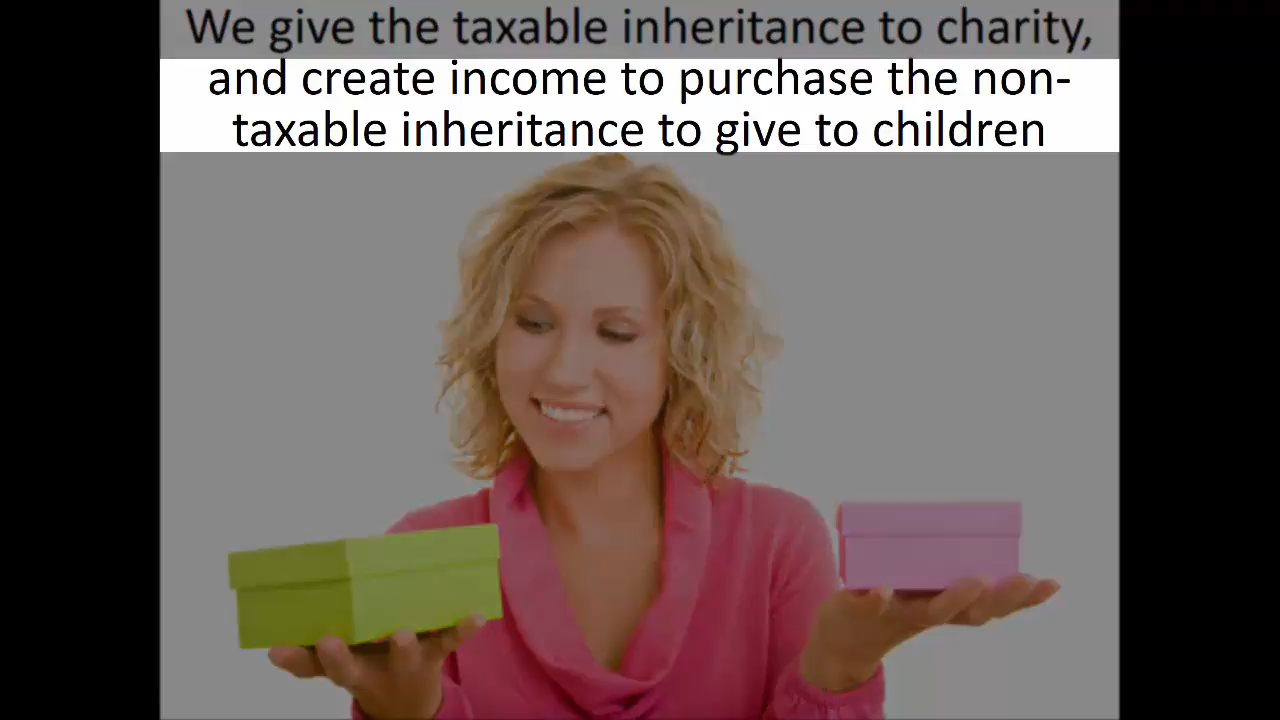 We give the taxable inheritance to charity,
and create income to purchase the non-
taxable inheritance to give to children